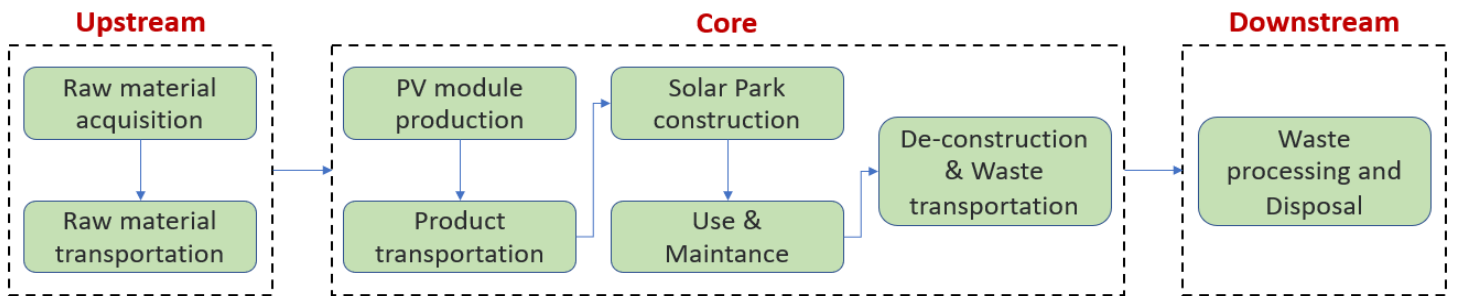 Upstream
Raw material
acquisition
Raw material
transportation
Core
PV module
production
Product
transportation
Solar Park
construction
Use &
Maintance
De-construction
& Waste
transportation
Downstream
Waste
processing and
Disposal